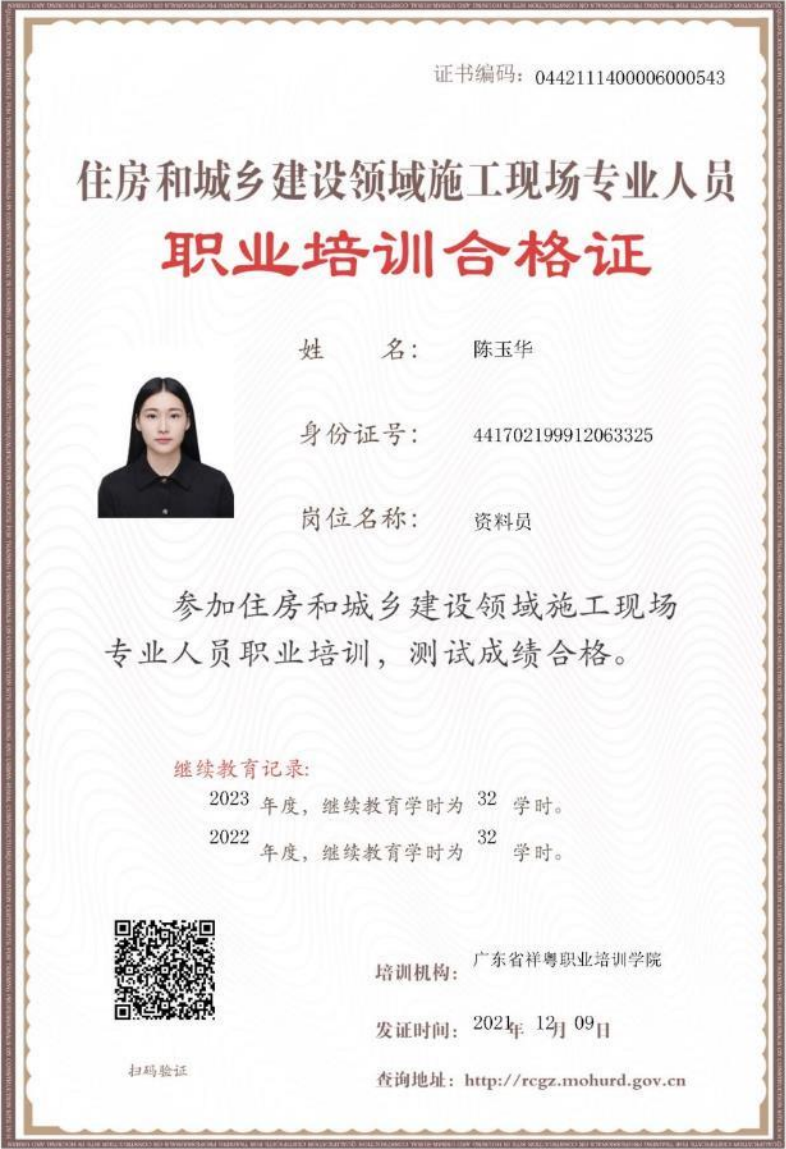 证书编码：0442111400006000543
住房和城乡建设领域施工现场专业人员
职业培训合格证
姓 名： 陈玉华
身份证号： 441702199912063325
岗位名称： 资料员
参加住房和城乡建设领域施工现场
专业人员职业培训，测试成绩合格。
继续教育记录:
2023 年度，继续教育学时为 32 学时。
2022 年度，继续教育学时为 32 学时。
培训机构： 广东省祥粤职业培训学院
发证时间： 2021年 12月 09日
扫码验证
查询地址：http://rcgz.mohurd.gov.cn